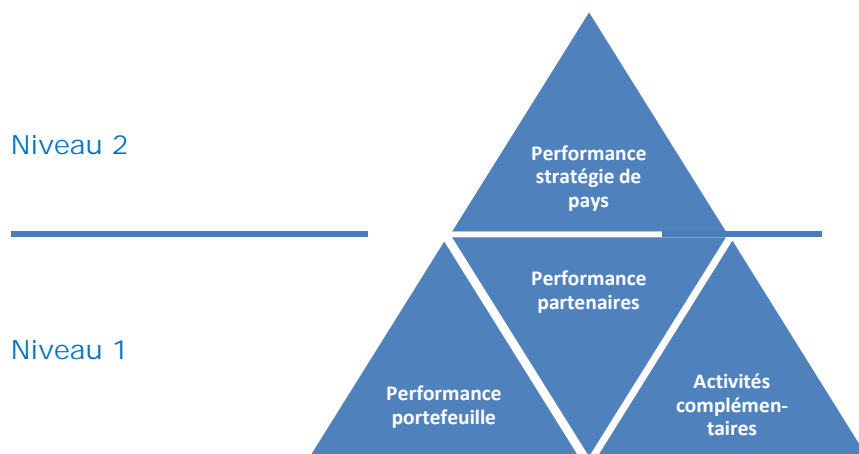 Niveau 2
Performance
stratégie de
pays
Performance
partenaires
Niveau 1
Performance
portefeuille
Activités
complémen-
taires